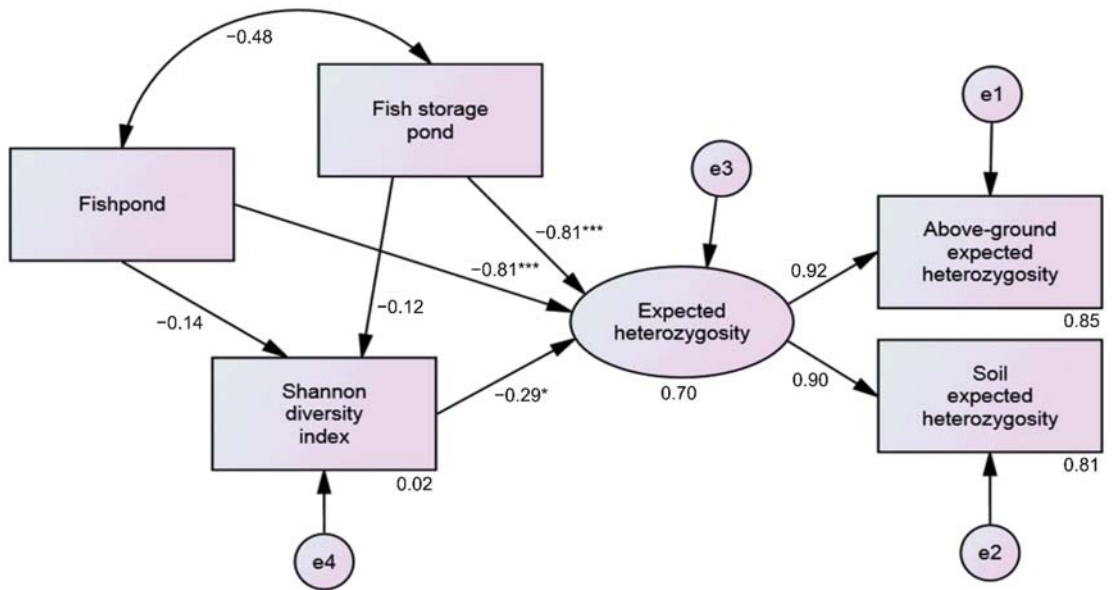 −0.48
Fish storage
pond
e1
Fishpond
e3
−0.81***
Above-ground
expected
heterozygosity
−0.81***
0.92
−0.12
Expected
heterozygosity
0.85
−0.14
Shannon
diversity
index
−0.29*
0.70
0.90
Soil
expected
heterozygosity
0.02
0.81
e4
e2